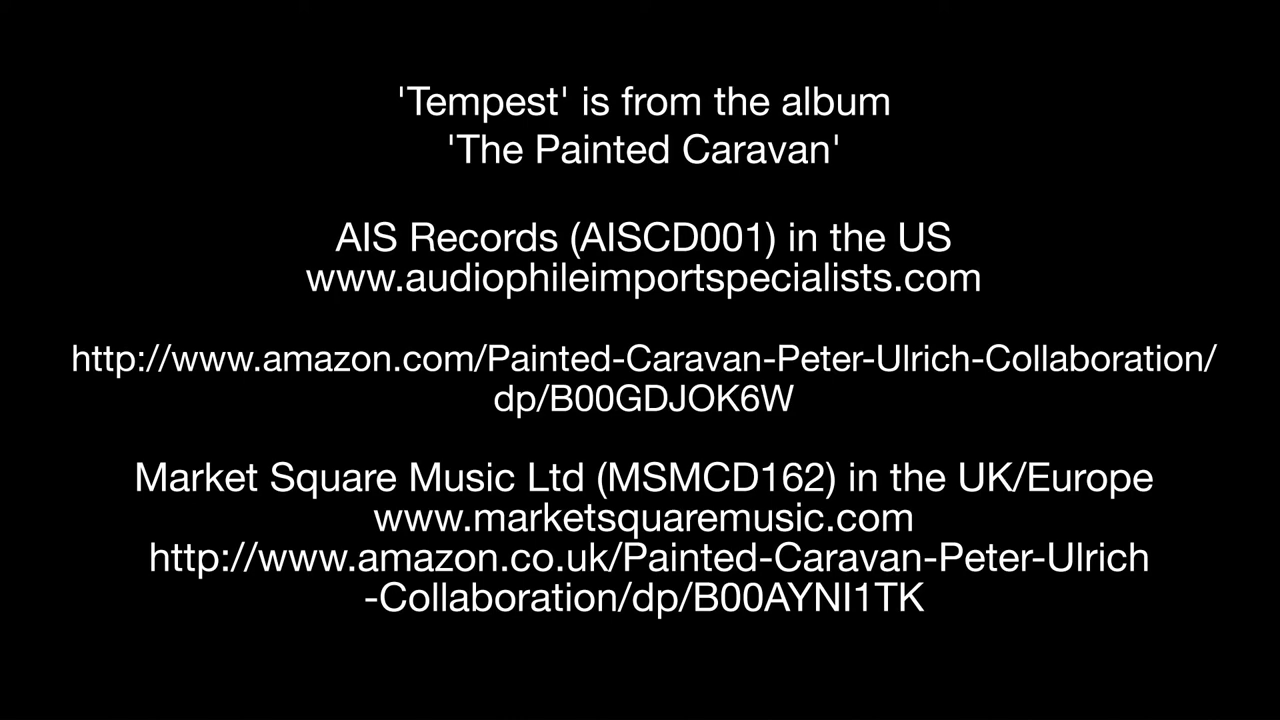 'Tempest' is from the album
'The Painted Caravan'
AIS Records (AISCD001) in the US
www.audiophileimportspecialists.com
http://www.amazon.com/Painted-Caravan-Peter-Ulrich-Collaboration/
dp/B00GDJOK6W
Market Square Music Ltd (MSMCD162) in the UK/Europe
www.marketsquaremusic.com
http://www.amazon.co.uk/Painted-Caravan-Peter-Ulrich
-Collaboration/dp/B00AYNI1TK